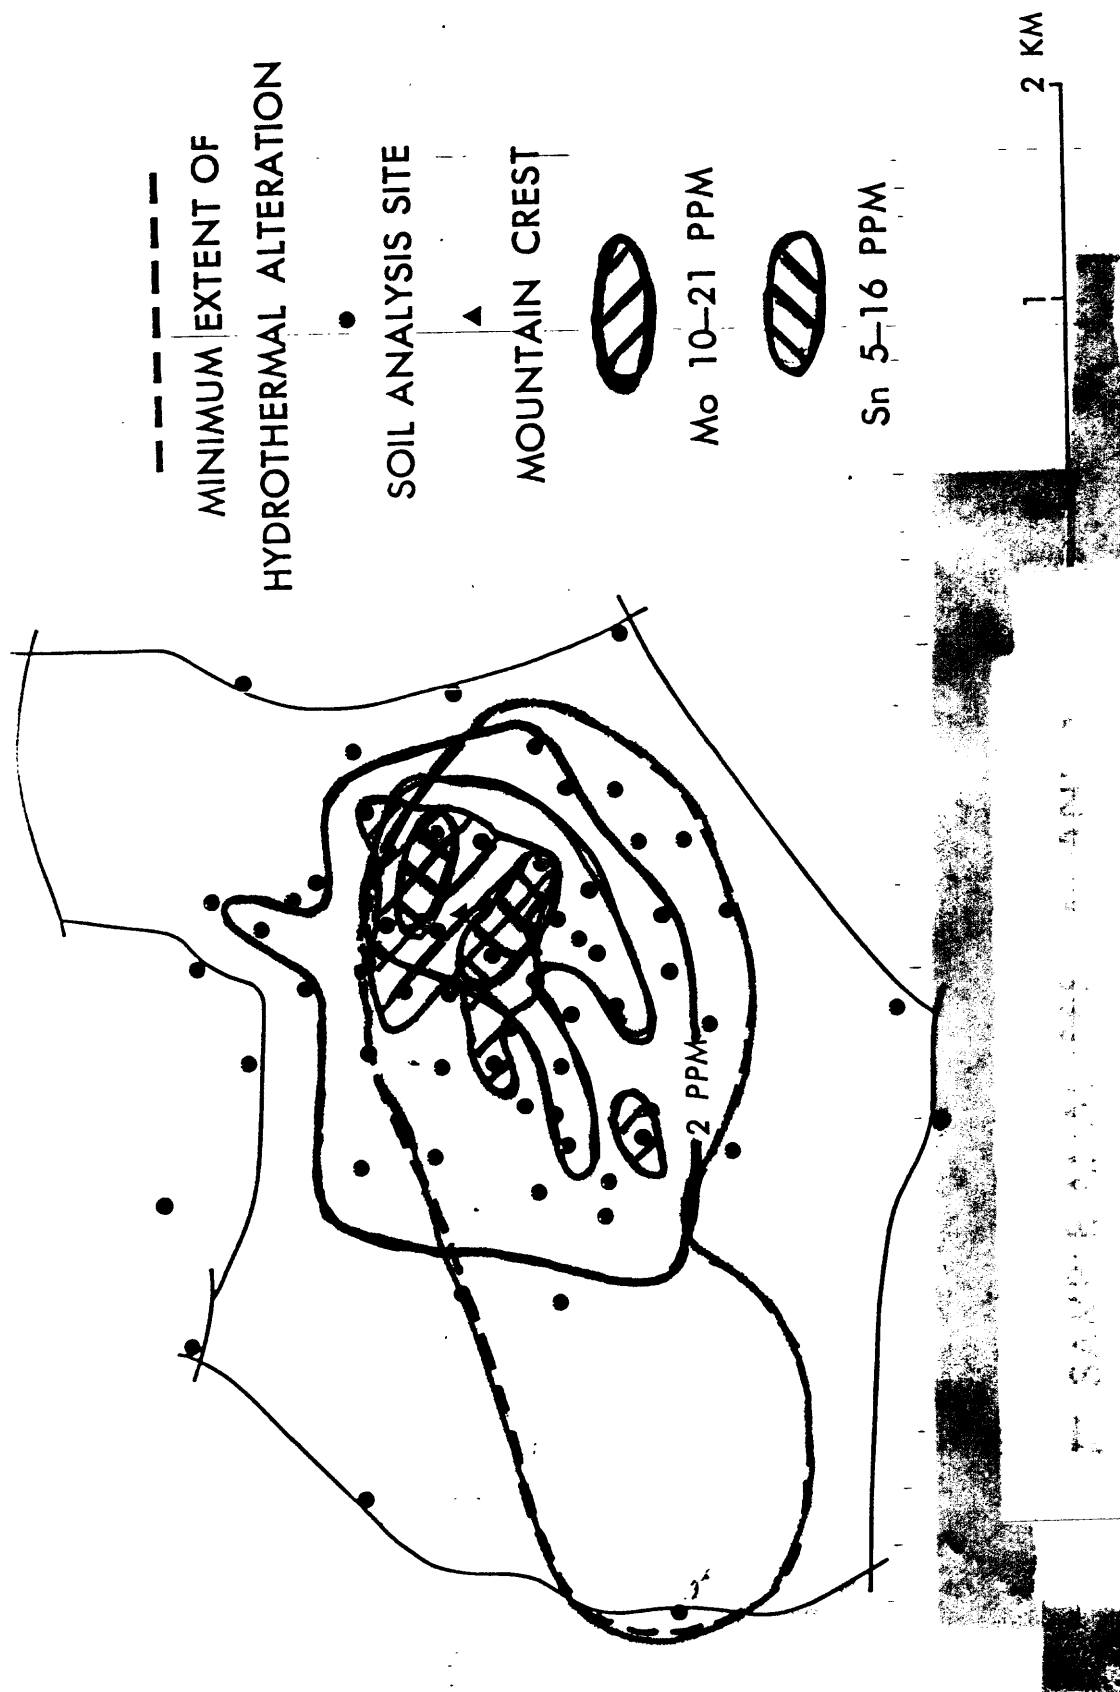 MINIMUM EXTENT OF
HYDROTHERMAL ALTERATION
SOIL ANALYSIS SITE
MOUNTAIN CREST
Mo 10–21 PPM
Sn 5–16 PPM
2 PPM
1 2 KM